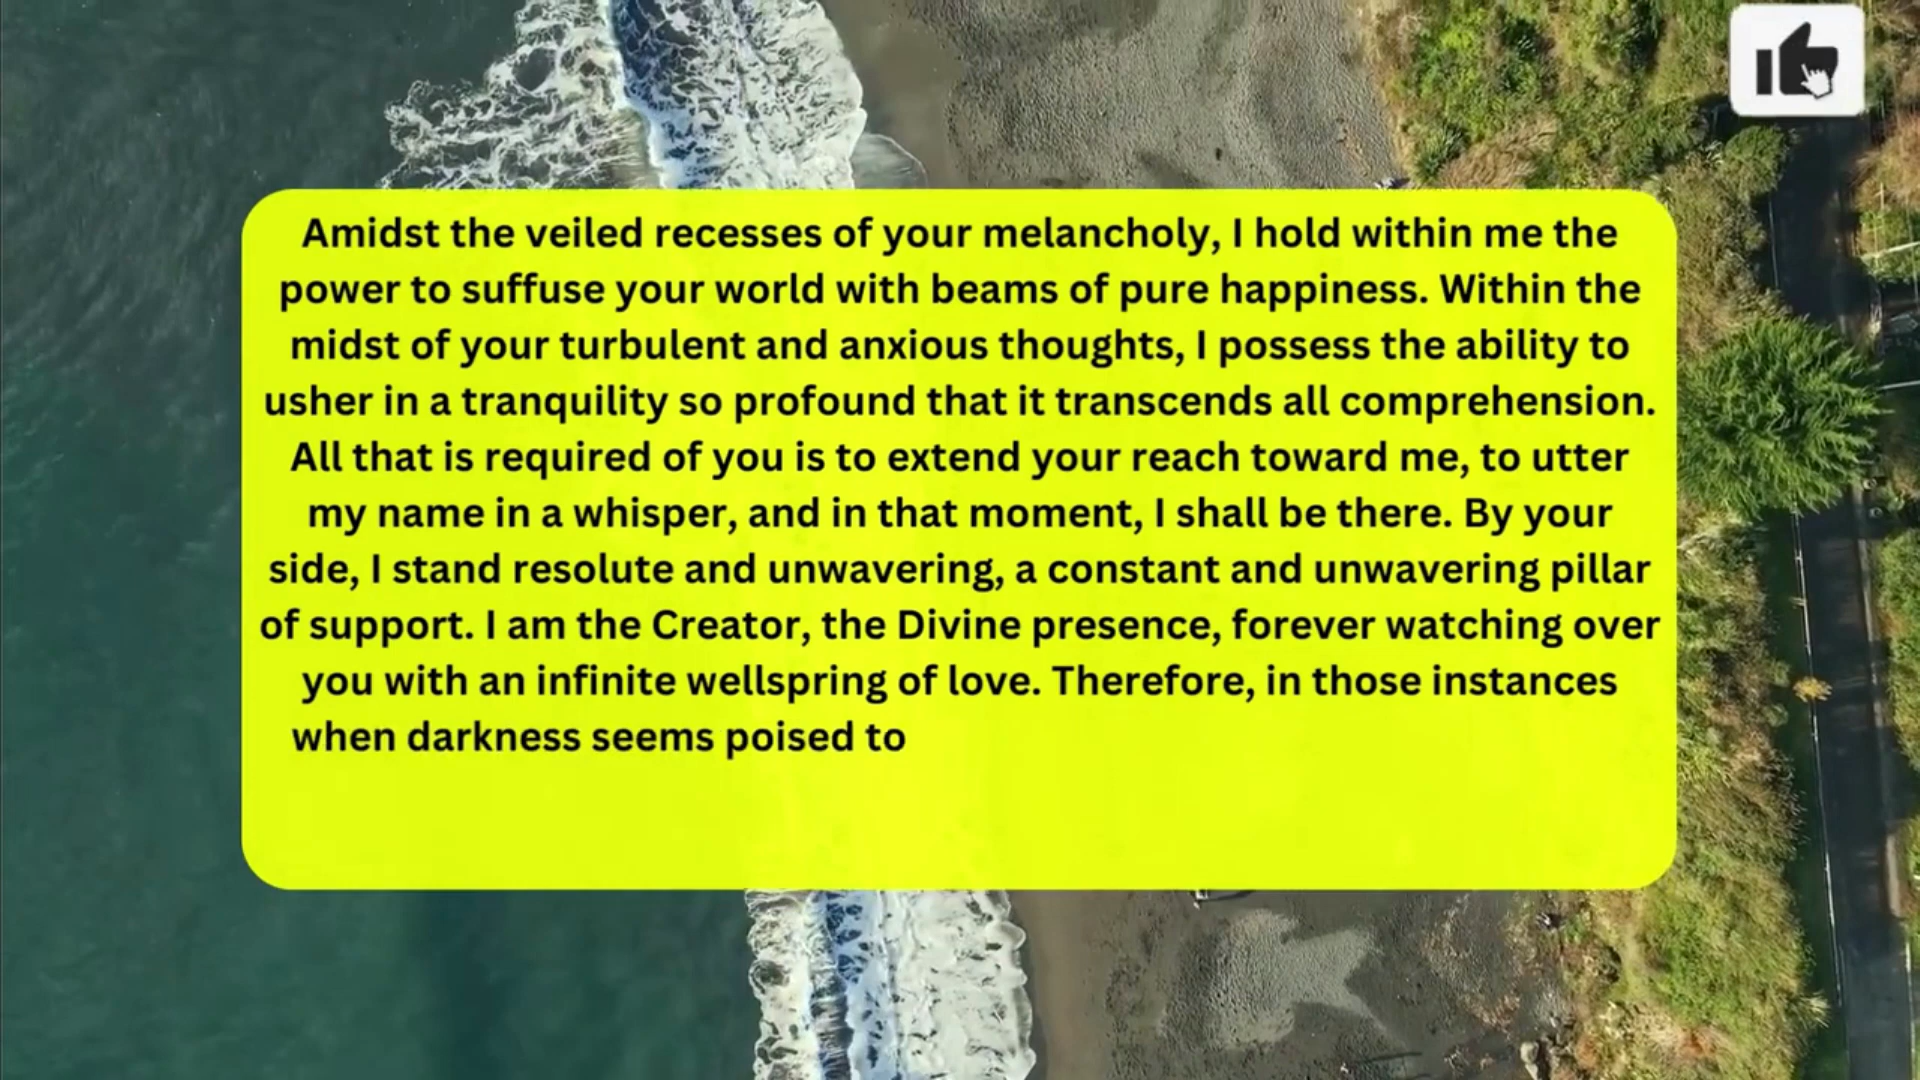 Amidst the veiled recesses of your melancholy, I hold within me the
power to suffuse your world with beams of pure happiness. Within the
midst of your turbulent and anxious thoughts, I possess the ability to
usher in a tranquility so profound that it transcends all comprehension.
All that is required of you is to extend your reach toward me, to utter
my name in a whisper, and in that moment, I shall be there. By your
side, I stand resolute and unwavering, a constant and unwavering pillar
of support. I am the Creator, the Divine presence, forever watching over
you with an infinite wellspring of love. Therefore, in those instances
when darkness seems poised to